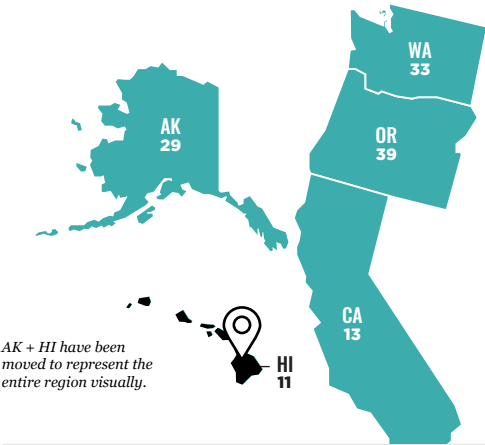 WA
33
AK
29
OR
39
CA
13
HI
11
AK + HI have been
moved to represent the
entire region visually.